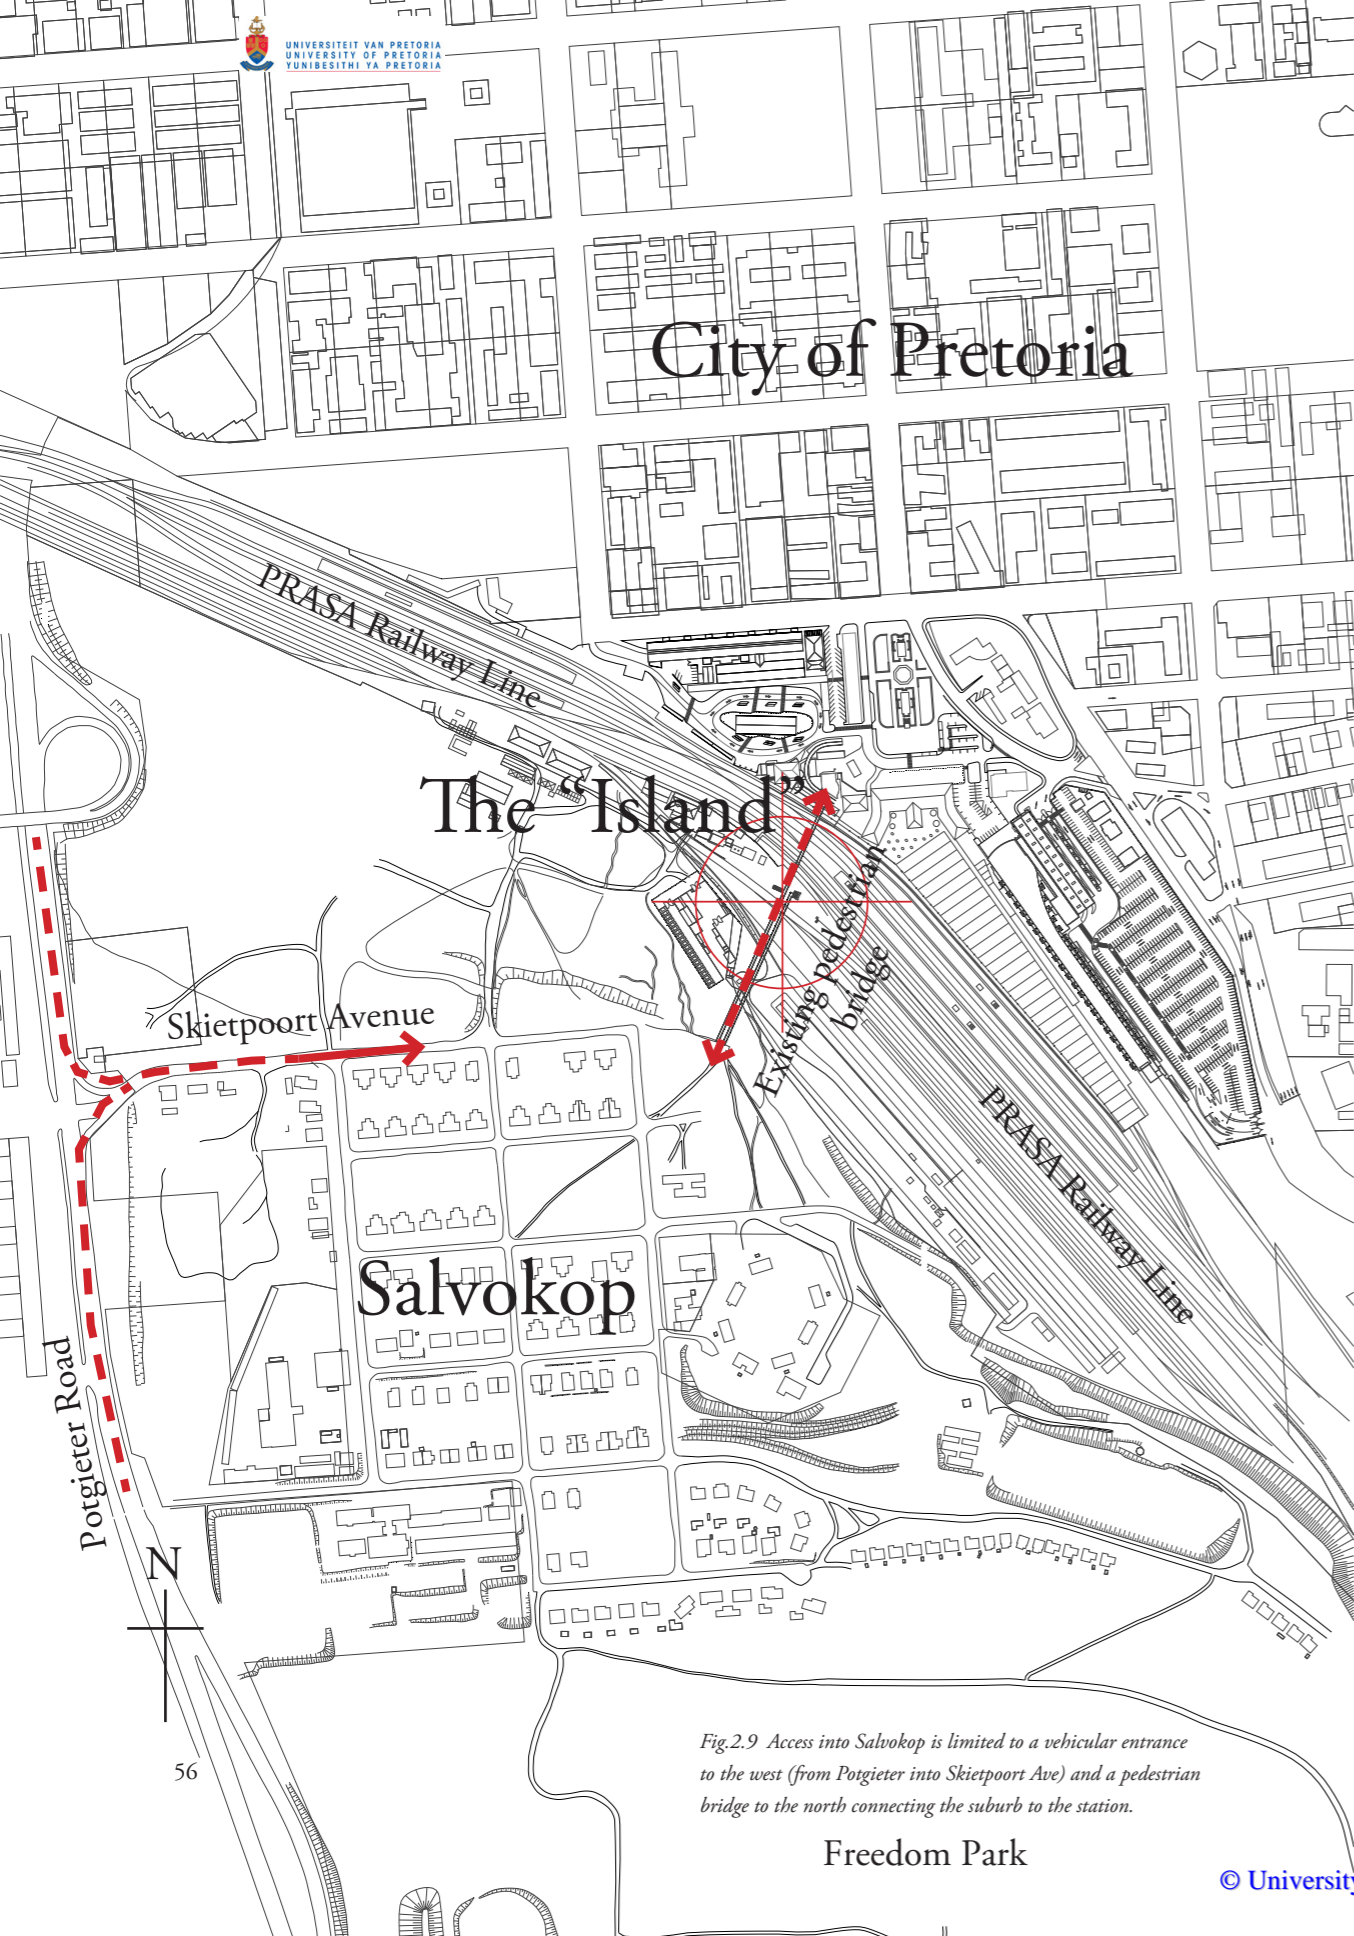 UNIVERSITEIT VAN PRETORIA
UNIVERSITY OF PRETORIA
YUNIBESITHI YA PRETORIA
City of Pretoria
PRASA Railway Line
The “Island”
Existing pedestrian
bridge
Skietpoort Avenue
PRASA Railway Line
Salvokop
Potgieter Road
N
56
Fig.2.9 Access into Salvokop is limited to a vehicular entrance
to the west (from Potgieter into Skietpoort Ave) and a pedestrian
bridge to the north connecting the suburb to the station.
Freedom Park
© University